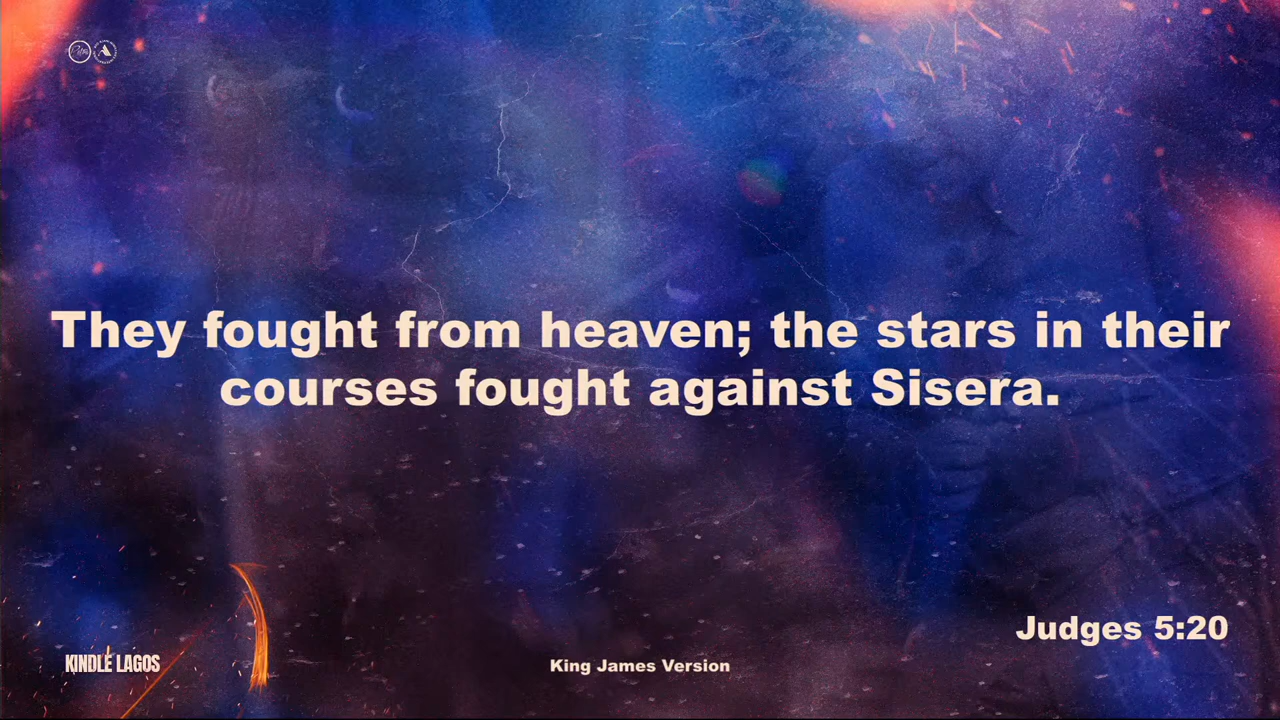 They fought from heaven; the stars in their
courses fought against Sisera.
Judges 5:20
KINDLE LAGOS
King James Version